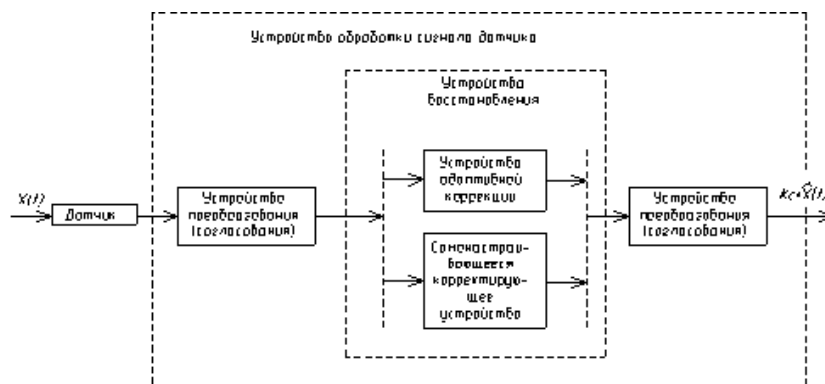 Устройство обработки сигнала датчика
Устройства
восстановления
X(t)
Датчик
Устройство
преобразования
(согласования)
Устройство
адаптивной
коррекции
Самонастраи-
вающееся
корректирую-
щее
устройство
Устройство
преобразования
(согласования)